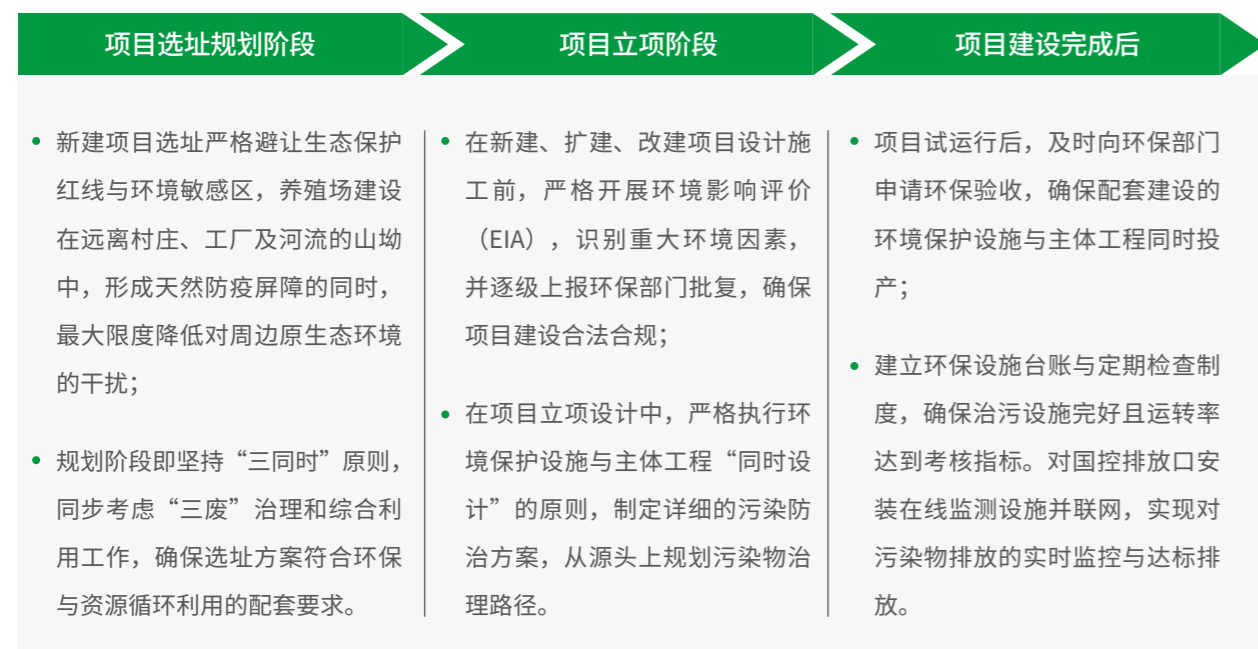 项目选址规划阶段
新建项目选址严格避让生态保护
红线与环境敏感区，养殖场建设
在远离村庄、工厂及河流的山坳
中，形成天然防疫屏障的同时，
最大限度降低对周边原生态环境
的干扰；
规划阶段即坚持“三同时”原则，
同步考虑“三废”治理和综合利
用工作，确保选址方案符合环保
与资源循环利用的配套要求。
项目立项阶段
在新建、扩建、改建项目设计施
工前，严格开展环境影响评价
（EIA），识别重大环境因素，
并逐级上报环保部门批复，确保
项目建设合法合规；
在项目立项设计中，严格执行环
境保护设施与主体工程“同时设
计”的原则，制定详细的污染防
治方案，从源头上规划污染物治
理路径。
项目建设完成后
项目试运行后，及时向环保部门
申请环保验收，确保配套建设的
环境保护设施与主体工程同时投
产；
建立环保设施台账与定期检查制
度，确保治污设施完好且运转率
达到考核指标。对国控排放口安
装在线监测设施并联网，实现对
污染物排放的实时监控与达标排
放。